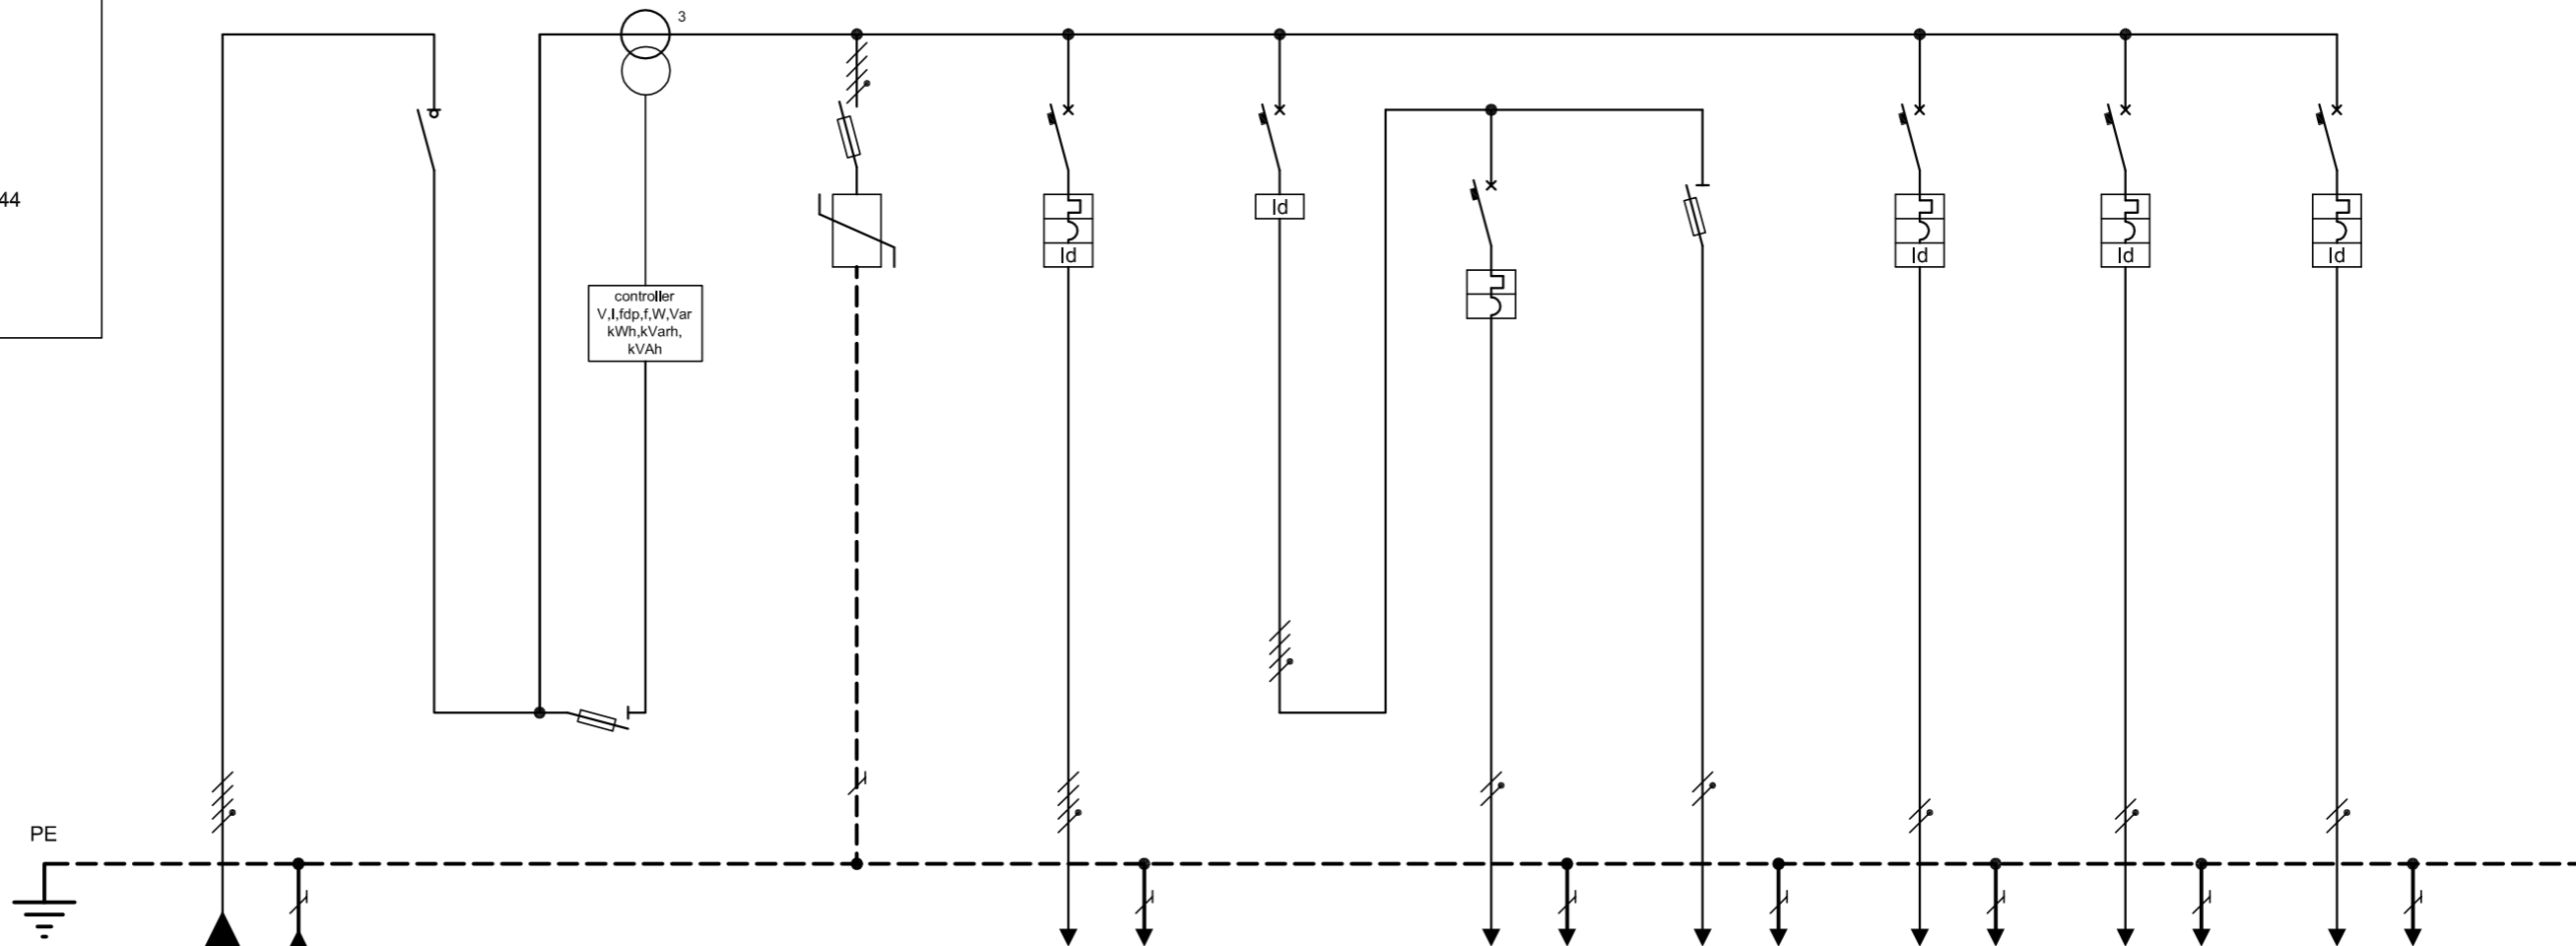 3
44
Id
Id
Id
Id
Id
controller
V,I,fdp,f,W,Var
kWh,kVarh,
kVAh
PE